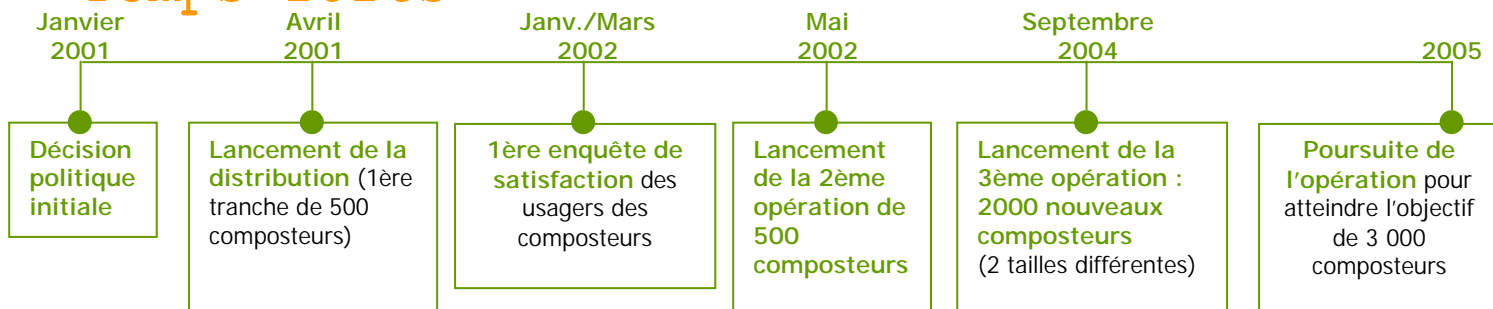 Temps forts
Janvier
2001
Avril
2001
Janv./Mars
2002
Mai
2002
Septembre
2004
2005
Décision
politique
initiale
Lancement de la
distribution (1ère
tranche de 500
composteurs)
1ère enquête de
satisfaction des
usagers des
composteurs
Lancement
de la 2ème
opération de
500
composteurs
Lancement de la
3ème opération :
2000 nouveaux
composteurs
(2 tailles différentes)
Poursuite de
l'opération pour
atteindre l'objectif
de 3 000
composteurs